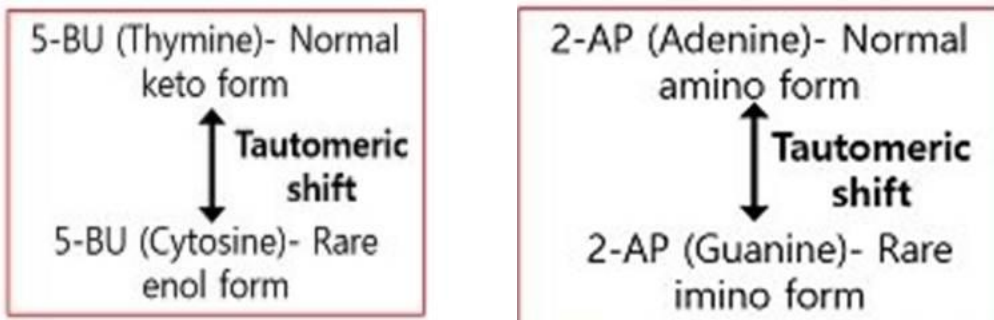 5-BU (Thymine)- Normal
keto form
Tautomeric
shift
5-BU (Cytosine)- Rare
enol form
2-AP (Adenine)- Normal
amino form
Tautomeric
shift
2-AP (Guanine)- Rare
imino form